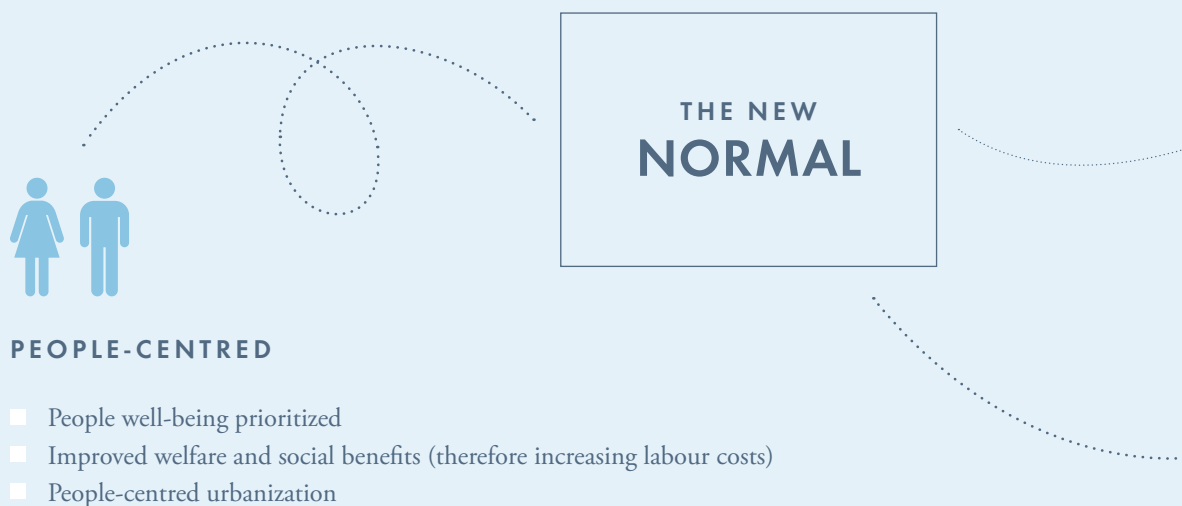 THE NEW
NORMAL
PEOPLE-CENTRED
People well-being prioritized
Improved welfare and social benefits (therefore increasing labour costs)
People-centred urbanization